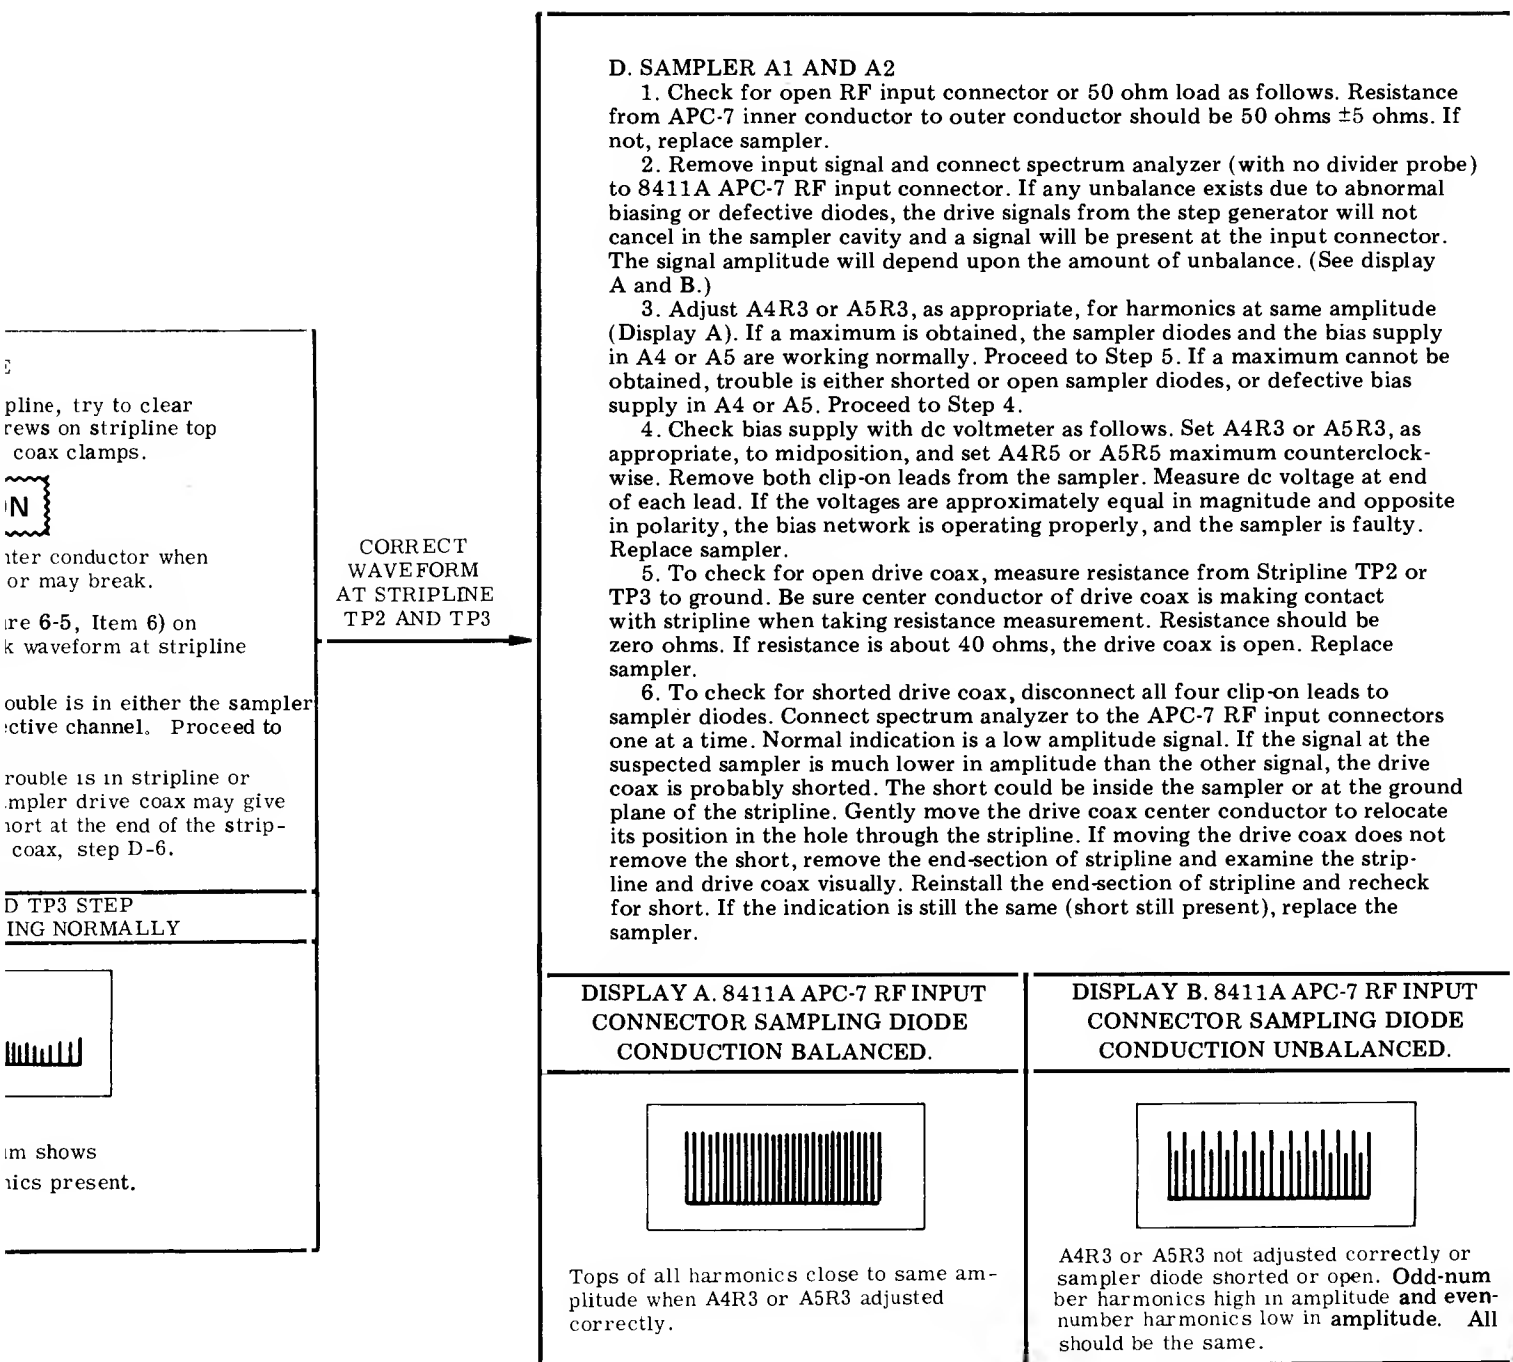 pline, try to clear
on stripline top
coax clamps.
conductor when
or may break.
6-5, Item 6) on
waveform at stripline
is in either the sampler
channel. Proceed to
is in stripline or
drive coax may give
at the end of the strip-
coax, step D-6.
D TP3 STEP
ING NORMALLY
shows
present.
CORRECT
WAVEFORM
AT STRIPLINE
TP2 AND TP3
D. SAMPLER A1 AND A2
1. Check for open RF input connector or 50 ohm load as follows. Resistance
from APC-7 inner conductor to outer conductor should be 50 ohms ±5 ohms. If
not, replace sampler.
2. Remove input signal and connect spectrum analyzer (with no divider probe)
to 8411A APC-7 RF input connector. If any unbalance exists due to abnormal
biasing or defective diodes, the drive signals from the step generator will not
cancel in the sampler cavity and a signal will be present at the input connector.
The signal amplitude will depend upon the amount of unbalance. (See display
A and B.)
3. Adjust A4R3 or A5R3, as appropriate, for harmonics at same amplitude
(Display A). If a maximum is obtained, the sampler diodes and the bias supply
in A4 or A5 are working normally. Proceed to Step 5. If a maximum cannot be
obtained, trouble is either shorted or open sampler diodes, or defective bias
supply in A4 or A5. Proceed to Step 4.
4. Check bias supply with dc voltmeter as follows. Set A4R3 or A5R3, as
appropriate, to midposition, and set A4R5 or A5R5 maximum counterclock-
wise. Remove both clip-on leads from the sampler. Measure dc voltage at end
of each lead. If the voltages are approximately equal in magnitude and opposite
in polarity, the bias network is operating properly, and the sampler is faulty.
Replace sampler.
5. To check for open drive coax, measure resistance from Stripline TP2 or
TP3 to ground. Be sure center conductor of drive coax is making contact
with stripline when taking resistance measurement. Resistance should be
zero ohms. If resistance is about 40 ohms, the drive coax is open. Replace
sampler.
6. To check for shorted drive coax, disconnect all four clip-on leads to
sampler diodes. Connect spectrum analyzer to the APC-7 RF input connectors
one at a time. Normal indication is a low amplitude signal. If the signal at the
suspected sampler is much lower in amplitude than the other signal, the drive
coax is probably shorted. The short could be inside the sampler or at the ground
plane of the stripline. Gently move the drive coax center conductor to relocate
its position in the hole through the stripline. If moving the drive coax does not
remove the short, remove the end-section of stripline and examine the strip-
line and drive coax visually. Reinstall the end-section of stripline and recheck
for short. If the indication is still the same (short still present), replace the
sampler.
DISPLAY A. 8411A APC-7 RF INPUT
CONNECTOR SAMPLING DIODE
CONDUCTION BALANCED.
Tops of all harmonics close to same am-
plitude when A4R3 or A5R3 adjusted
correctly.
DISPLAY B. 8411A APC-7 RF INPUT
CONNECTOR SAMPLING DIODE
CONDUCTION UNBALANCED.
A4R3 or A5R3 not adjusted correctly or
sampler diode shorted or open. Odd-num
ber harmonics high in amplitude and even-
number harmonics low in amplitude. All
should be the same.